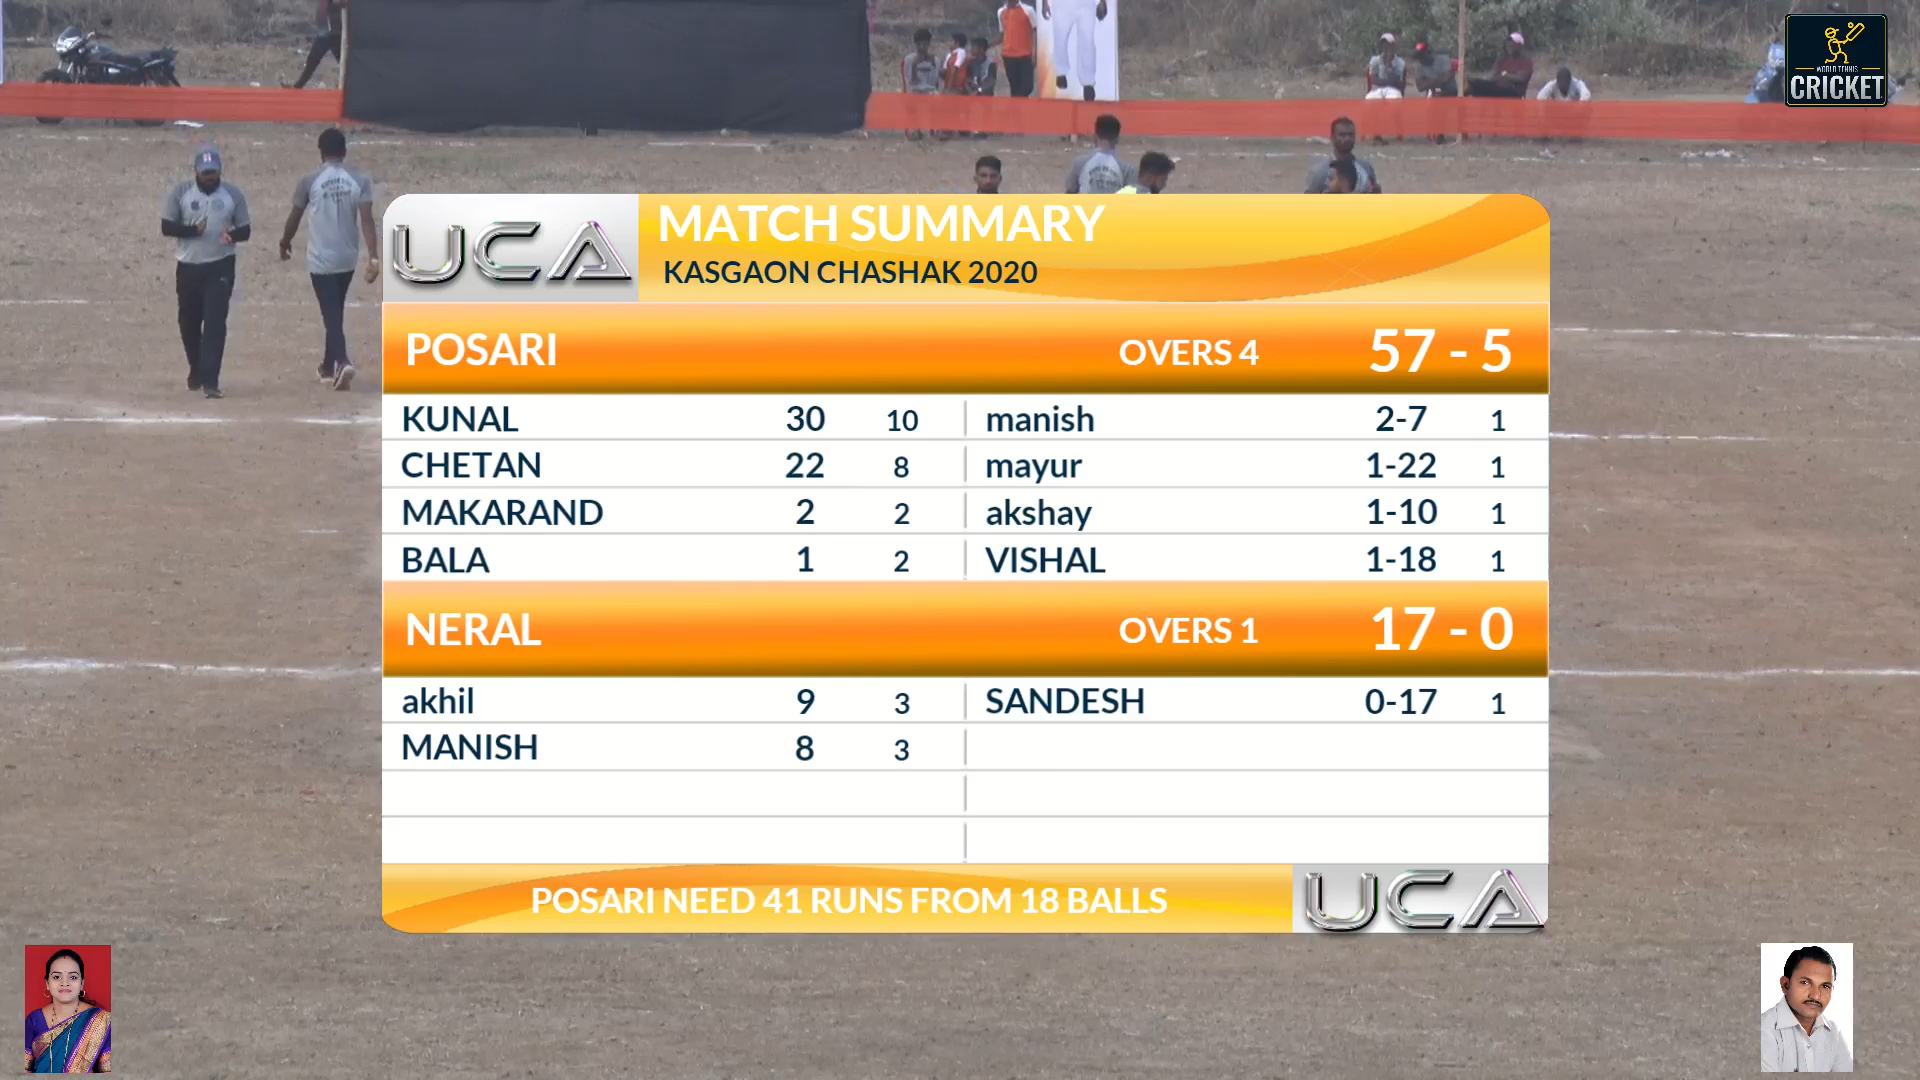 WORLD TENNIS
CRICKET
UCA
MATCH SUMMARY
KASGAON CHASHAK 2020
POSARI OVERS 4 57 - 5
KUNAL 30 10 manish 2-7 1
CHETAN 22 8 mayur 1-22 1
MAKARAND 2 2 akshay 1-10 1
BALA 1 2 VISHAL 1-18 1
NERAL OVERS 1 17 - 0
akhil 9 3 SANDESH 0-17 1
MANISH 8 3
POSARI NEED 41 RUNS FROM 18 BALLS
UCA